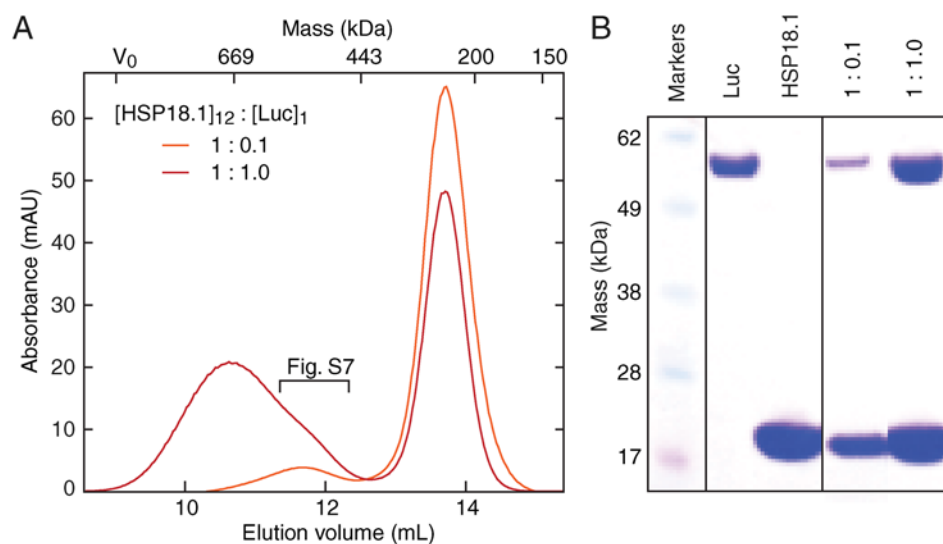 A
Mass (kDa)
V0 669 443 200 150
[HSP18.1]12 : [Luc]1
1 : 0.1
1 : 1.0
Fig. S7
Absorbance (mAU)
60
50
40
30
20
10
0
10 12 14
Elution volume (mL)
B
Markers
Luc
HSP18.1
1 : 0.1
1 : 1.0
Mass (kDa)
62
49
38
28
17